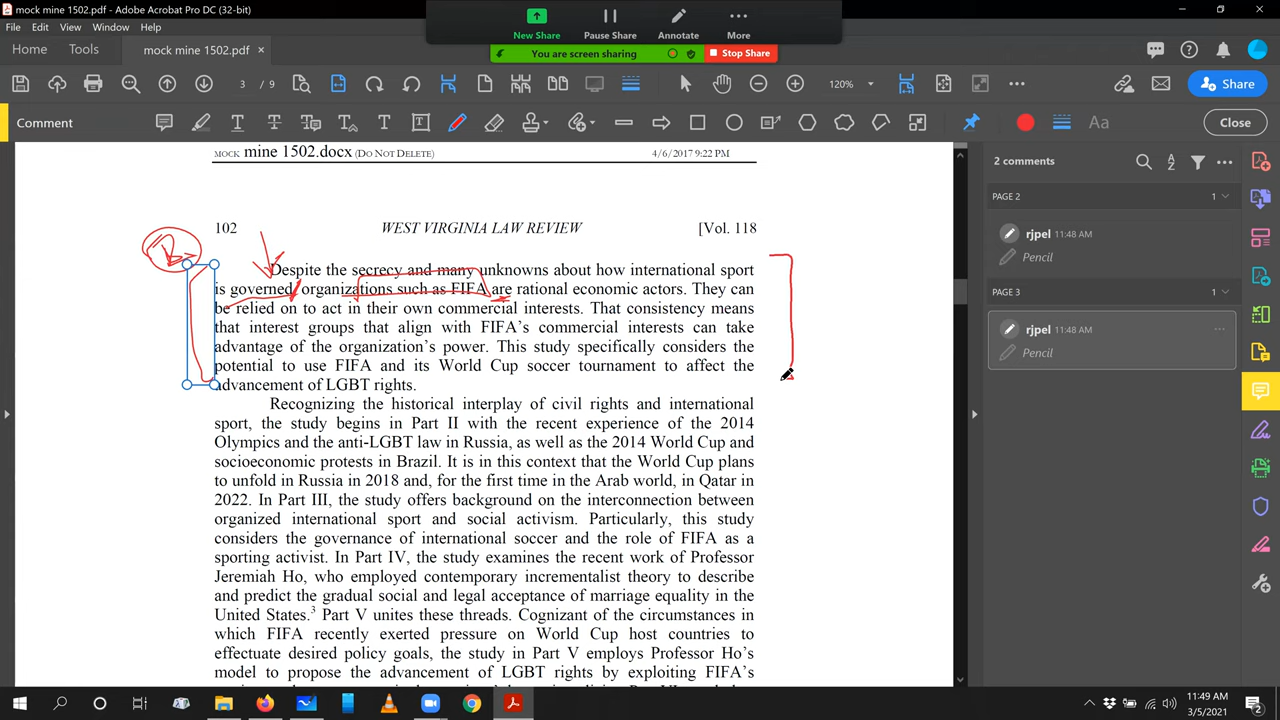 mock mine 1502.pdf - Adobe Acrobat Pro DC (32-bit)
File Edit View Window Help
New Share Pause Share Annotate More
You are screen sharing Stop Share
Home Tools mock mine 1502.pdf ×
3 / 9 120% Share
Comment Aa Close
MOCK mine 1502.docx (DO NOT DELETE) 4/6/2017 9:22 PM
102 WEST VIRGINIA LAW REVIEW [Vol. 118
Despite the secrecy and many unknowns about how international sport
is governed, organizations such as FIFA are rational economic actors. They can
be relied on to act in their own commercial interests. That consistency means
that interest groups that align with FIFA's commercial interests can take
advantage of the organization's power. This study specifically considers the
potential to use FIFA and its World Cup soccer tournament to affect the
advancement of LGBT rights.
Recognizing the historical interplay of civil rights and international
sport, the study begins in Part II with the recent experience of the 2014
Olympics and the anti-LGBT law in Russia, as well as the 2014 World Cup and
socioeconomic protests in Brazil. It is in this context that the World Cup plans
to unfold in Russia in 2018 and, for the first time in the Arab world, in Qatar in
2022. In Part III, the study offers background on the interconnection between
organized international sport and social activism. Particularly, this study
considers the governance of international soccer and the role of FIFA as a
sporting activist. In Part IV, the study examines the recent work of Professor
Jeremiah Ho, who employed contemporary incrementalist theory to describe
and predict the gradual social and legal acceptance of marriage equality in the
United States.3 Part V unites these threads. Cognizant of the circumstances in
which FIFA recently exerted pressure on World Cup host countries to
effectuate desired policy goals, the study in Part V employs Professor Ho's
model to propose the advancement of LGBT rights by exploiting FIFA's
2 comments
PAGE 2 1
rjpel 11:48 AM
Pencil
PAGE 3 1
rjpel 11:48 AM
Pencil
11:49 AM
3/5/2021
2